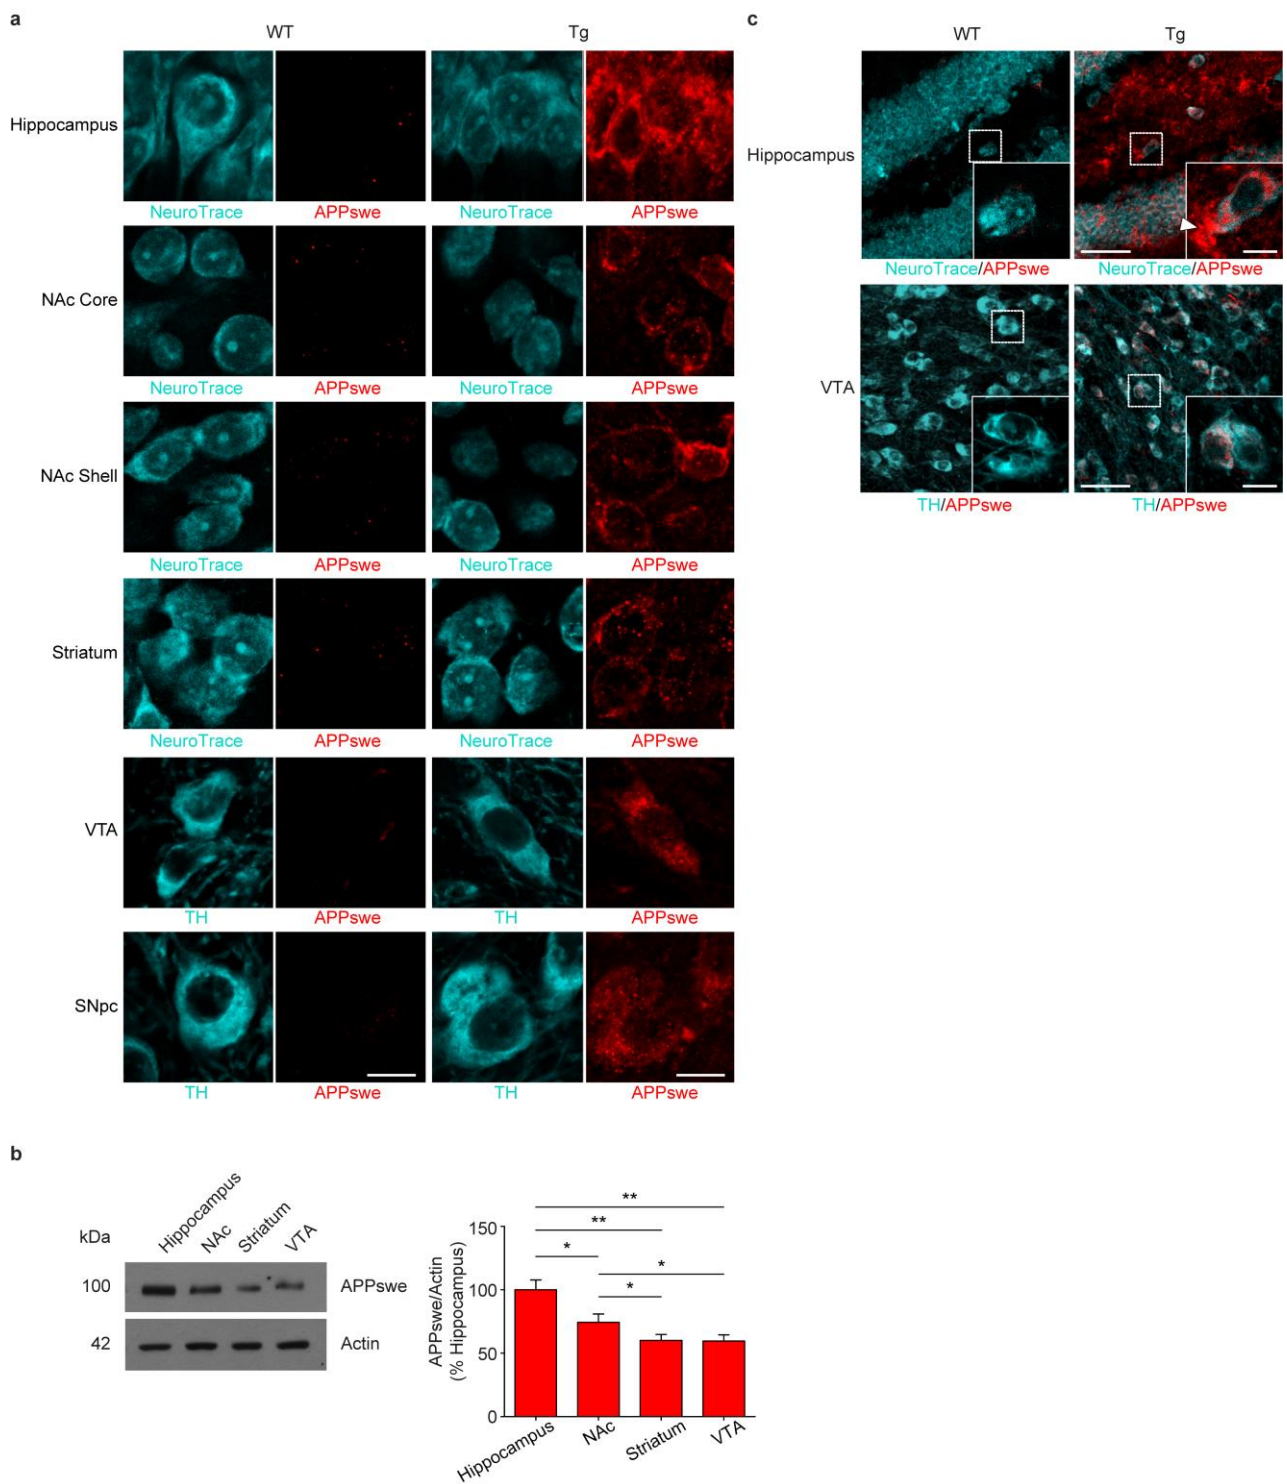 a
WT Tg
Hippocampus
NeuroTrace APPswe NeuroTrace APPswe
NAc Core
NeuroTrace APPswe NeuroTrace APPswe
NAc Shell
NeuroTrace APPswe NeuroTrace APPswe
Striatum
NeuroTrace APPswe NeuroTrace APPswe
VTA
TH APPswe TH APPswe
SNpc
TH APPswe TH APPswe
c
WT Tg
Hippocampus
NeuroTrace/APPswe NeuroTrace/APPswe
VTA
TH/APPswe TH/APPswe
b
kDa Hippocampus NAc Striatum VTA
100 APPswe
42 Actin
APPswe/Actin
(% Hippocampus)
150
100
50
0
**
**
*
*
*
Hippocampus NAc Striatum VTA